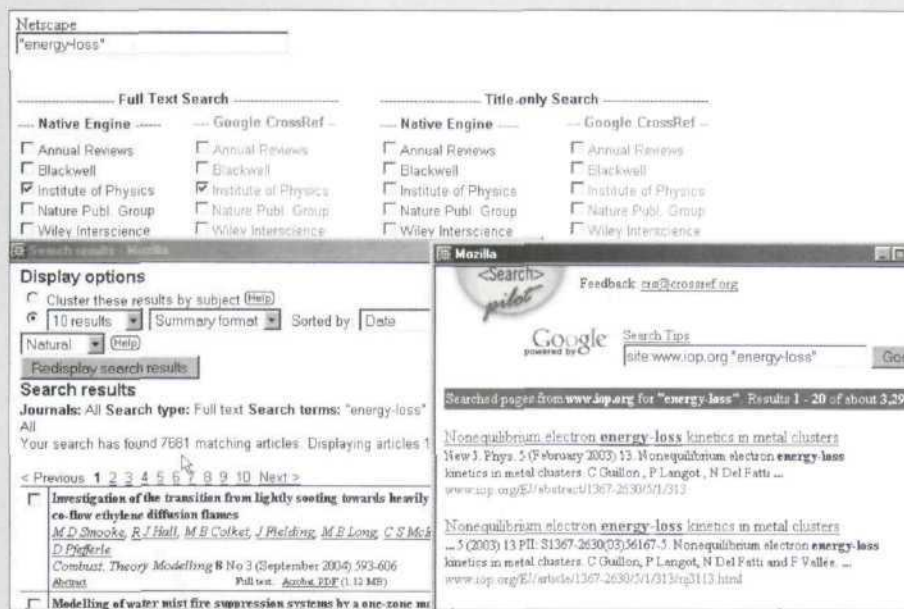 Netscape
"energy-loss"
Full Text Search
Title-only Search
Native Engine
Google CrossRef
Native Engine
Google CrossRef
Annual Reviews
Annual Reviews
Annual Reviews
Annual Reviews
Blackwell
Blackwell
Blackwell
Blackwell
Institute of Physics
Institute of Physics
Institute of Physics
Institute of Physics
Nature Publ. Group
Nature Publ. Group
Nature Publ. Group
Nature Publ. Group
Wiley Interscience
Wiley Interscience
Wiley Interscience
Wiley Interscience
Search results - Mozilla
Display options
Cluster these results by subject (Help)
10 results Summary format Sorted by: Date
Natural (Help)
Redisplay search results
Search results
Journals: All Search type: Full text Search terms: "energy-loss"
All
Your search has found 7681 matching articles. Displaying articles 1
< Previous 1 2 3 4 5 6 7 8 9 10 Next >
Investigation of the transition from lightly sooting towards heavily
co-flow ethylene diffusion flames
M D Smooke, R J Hall, M B Colket, J Fielding, M B Long, C S McE
D Pfefferle
Combust. Theory Modelling 8 No 3 (September 2004) 593-606
Abstract Full text: Acrobat PDF (1.12 MB)
Modelling of water mist fire suppression systems by a one-zone m
Mozilla
<Search>
pilot
Feedback: crs@crossref.org
powered by Google
Search Tips
site:www.iop.org "energy-loss"
Goo
Searched pages from www.iop.org for "energy-loss". Results 1 - 20 of about 3,29
Nonequilibrium electron energy-loss kinetics in metal clusters
New J. Phys. 5 (February 2003) 13. Nonequilibrium electron energy-loss
kinetics in metal clusters. C Guillon , P Langot , N Del Fatti ...
www.iop.org/EJ/abstract/1367-2630/5/1/313
Nonequilibrium electron energy-loss kinetics in metal clusters
... 5 (2003) 13 PII: S1367-2630(03)56167-5. Nonequilibrium electron energy-loss
kinetics in metal clusters. C Guillon, P Langot, N Del Fatti and F Vallée. ...
www.iop.org/EJ/article/1367-2630/5/1/313/nj3113.html